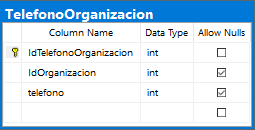 TelefonoOrganizacion
Column Name Data Type Allow Nulls
IdTelefonoOrganizacion int
IdOrganizacion int
telefono int